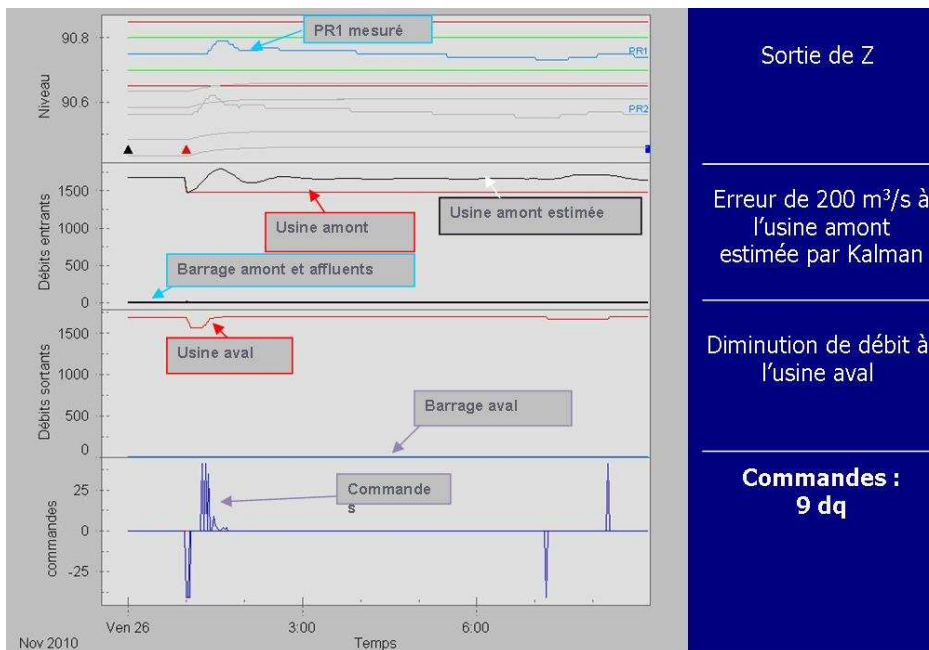 90.8
90.6
Niveau
PR1 mesuré
PR1
PR2
1500
1000
500
0
Débits entrants
Usine amont
Usine amont estimée
Barrage amont et affluents
1500
1000
500
0
Débits sortants
Usine aval
Barrage aval
25
0
-25
commandes
Commande
s
Ven 26
3:00
6:00
Nov 2010
Temps
Sortie de Z
Erreur de 200 m³/s à
l'usine amont
estimée par Kalman
Diminution de débit à
l'usine aval
Commandes :
9 dq